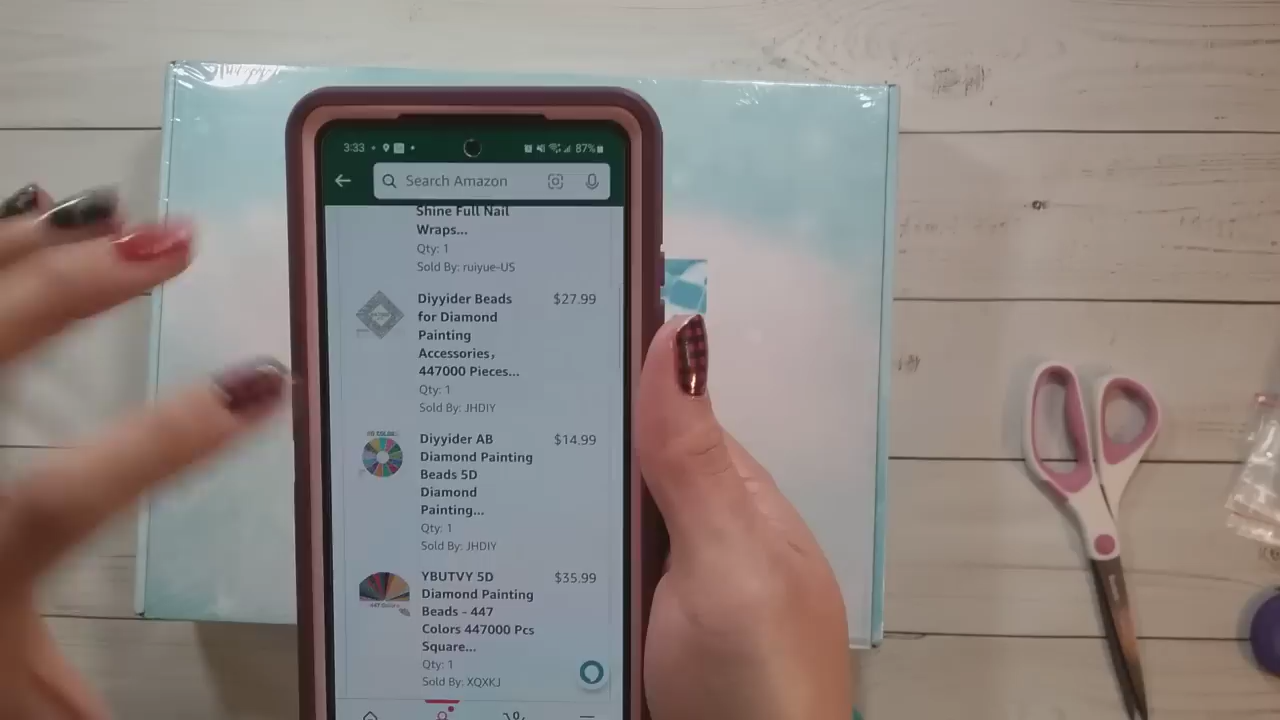 3:33
87%
Search Amazon
Shine Full Nail
Wraps...
Qty: 1
Sold By: ruiyue-US
Diyyider Beads
for Diamond
Painting
Accessories,
447000 Pieces...
$27.99
Qty: 1
Sold By: JHDIY
Diyyider AB
Diamond Painting
Beads 5D
Diamond
Painting...
$14.99
Qty: 1
Sold By: JHDIY
YBUTVY 5D
Diamond Painting
Beads - 447
Colors 447000 Pcs
Square...
$35.99
Qty: 1
Sold By: XQXKJ
447 Colors